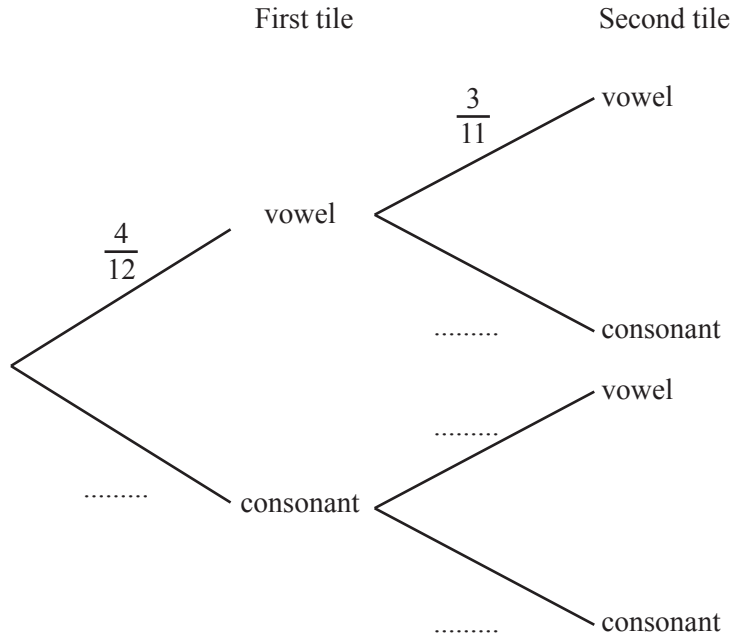 First tile Second tile
3/11 vowel
vowel
4/12
......... consonant
vowel
.........
......... consonant
......... consonant